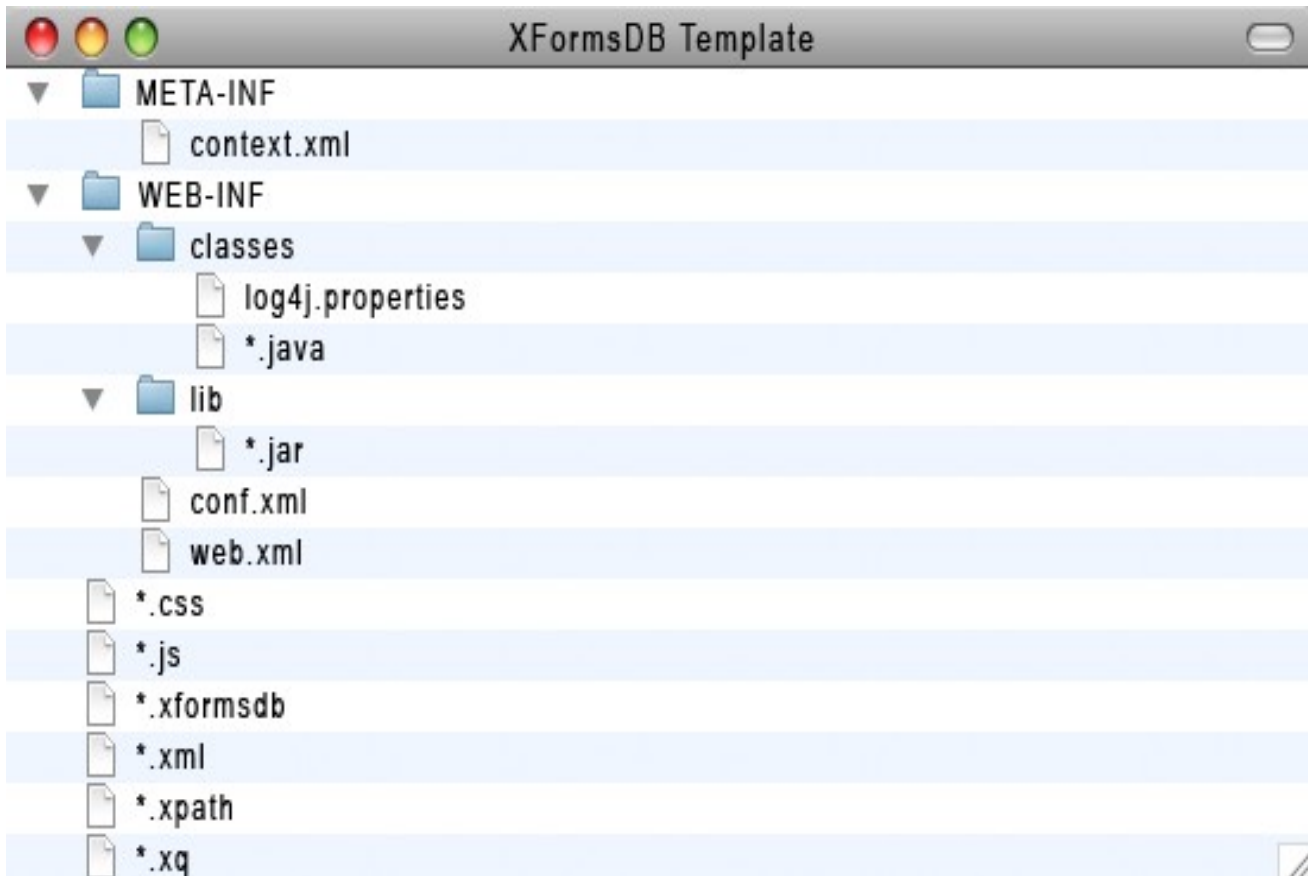 XFormsDB Template
META-INF
context.xml
WEB-INF
classes
log4j.properties
*.java
lib
*.jar
conf.xml
web.xml
*.css
*.js
*.xformsdb
*.xml
*.xpath
*.xq